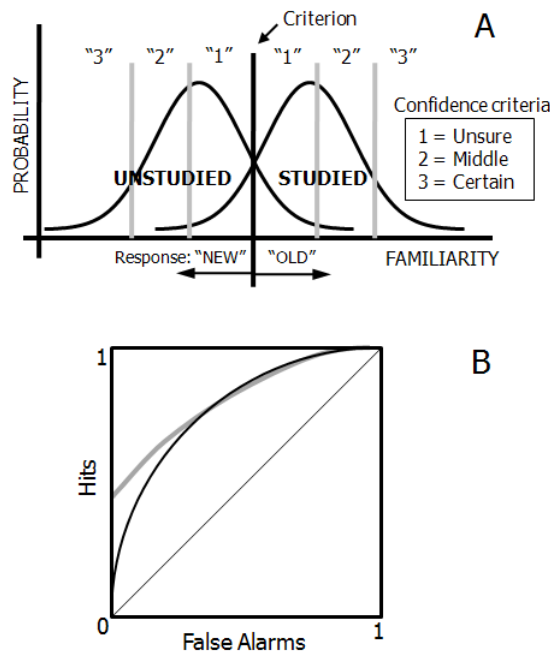 Criterion
A
“3” “2” “1” “1” “2” “3”
PROBABILITY
Confidence criteria
1 = Unsure
2 = Middle
3 = Certain
UNSTUDIED STUDIED
Response: “NEW” “OLD” FAMILIARITY
B
1
Hits
0 1
False Alarms